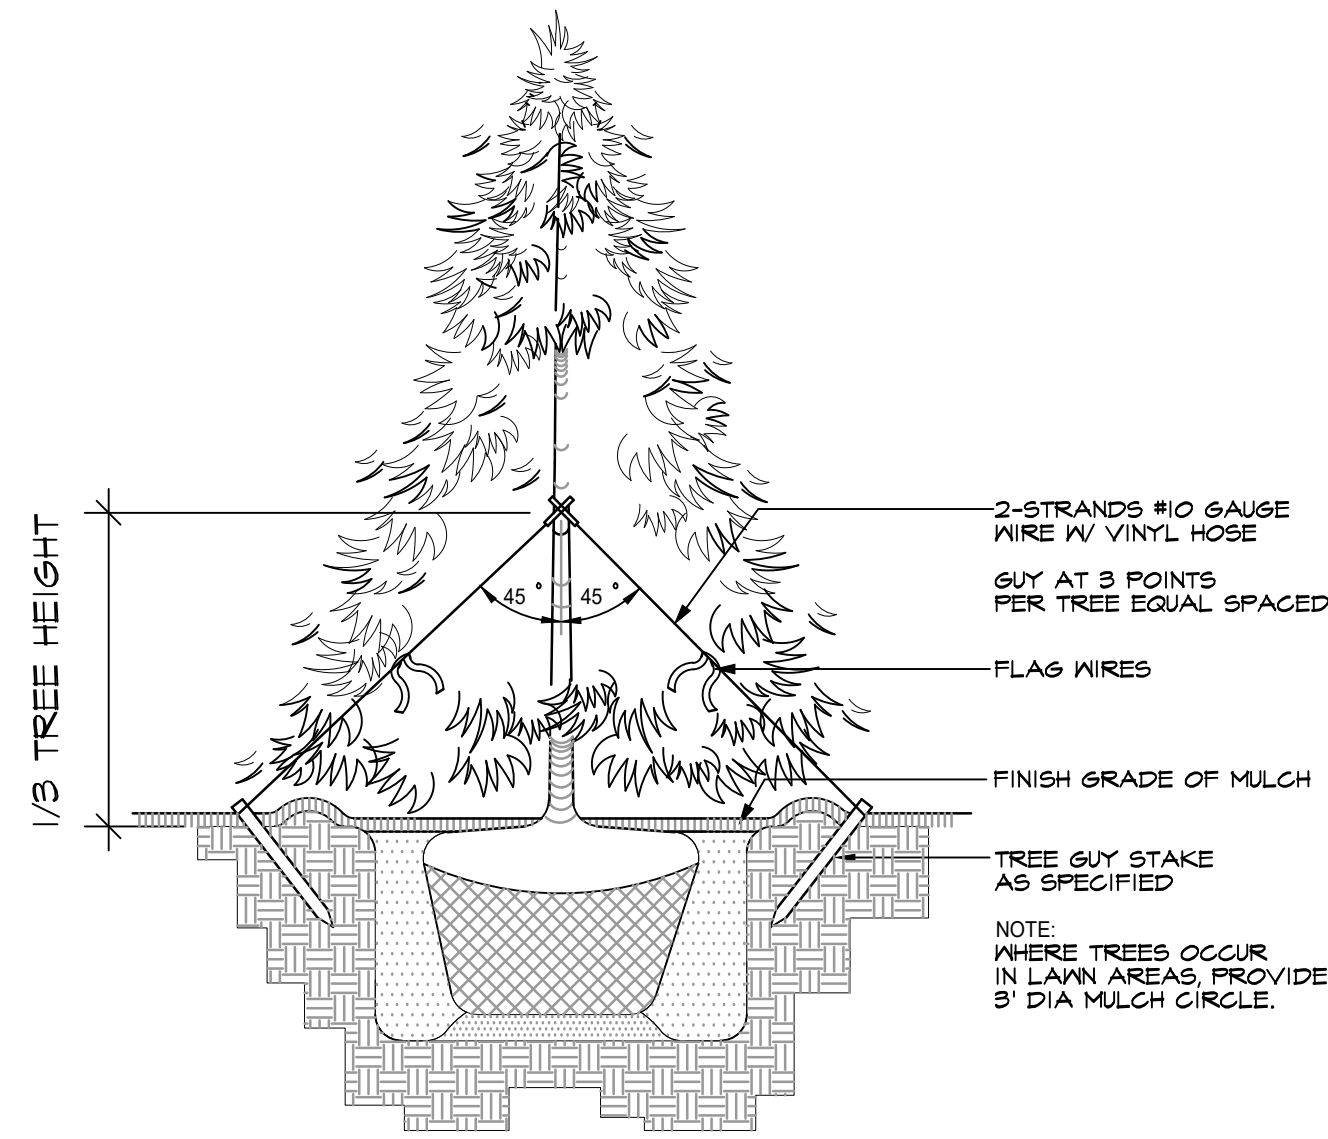 1/3 TREE HEIGHT
45°
45°
2-STRANDS #10 GAUGE
WIRE W/ VINYL HOSE
GUY AT 3 POINTS
PER TREE EQUAL SPACED
FLAG WIRES
FINISH GRADE OF MULCH
TREE GUY STAKE
AS SPECIFIED
NOTE:
WHERE TREES OCCUR
IN LAWN AREAS, PROVIDE
3' DIA MULCH CIRCLE.